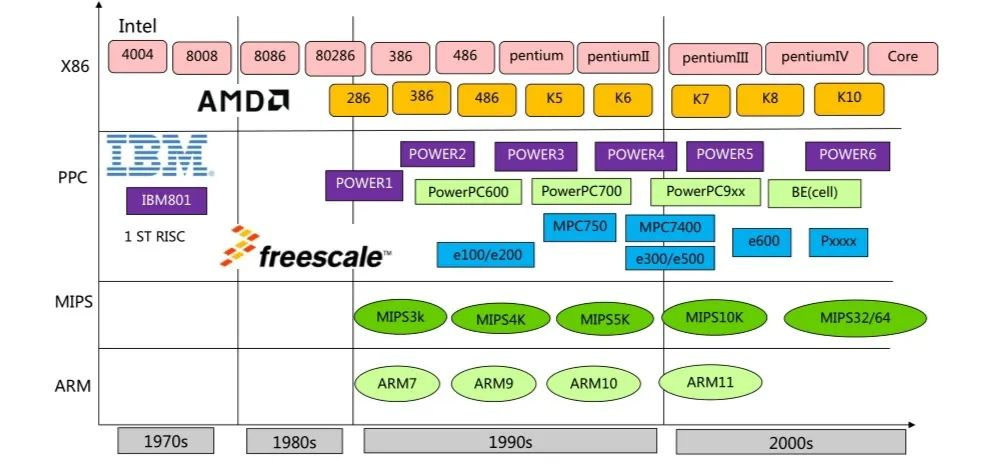 Intel
X86
4004 8008 8086 80286 386 486 pentium pentiumII pentiumIII pentiumIV Core
AMD 286 386 486 K5 K6 K7 K8 K10
IBM®
PPC
POWER2 POWER3 POWER4 POWER5 POWER6
POWER1
IBM801
PowerPC600 PowerPC700 PowerPC9xx BE(cell)
1 ST RISC
MPC750 MPC7400 e600 Pxxxx
freescale™
e100/e200 e300/e500
MIPS
MIPS3k MIPS4K MIPS5K MIPS10K MIPS32/64
ARM
ARM7 ARM9 ARM10 ARM11
1970s 1980s 1990s 2000s